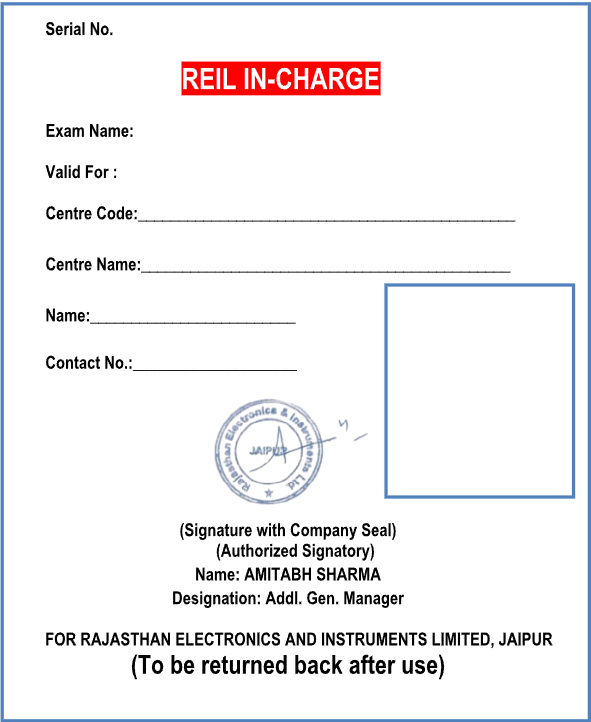 Serial No.
REIL IN-CHARGE
Exam Name:
Valid For :
Centre Code:
Centre Name:
Name:
Contact No.:
Rajasthan Electronics & Instruments Ltd.
JAIPUR
(Signature with Company Seal)
(Authorized Signatory)
Name: AMITABH SHARMA
Designation: Addl. Gen. Manager
FOR RAJASTHAN ELECTRONICS AND INSTRUMENTS LIMITED, JAIPUR
(To be returned back after use)